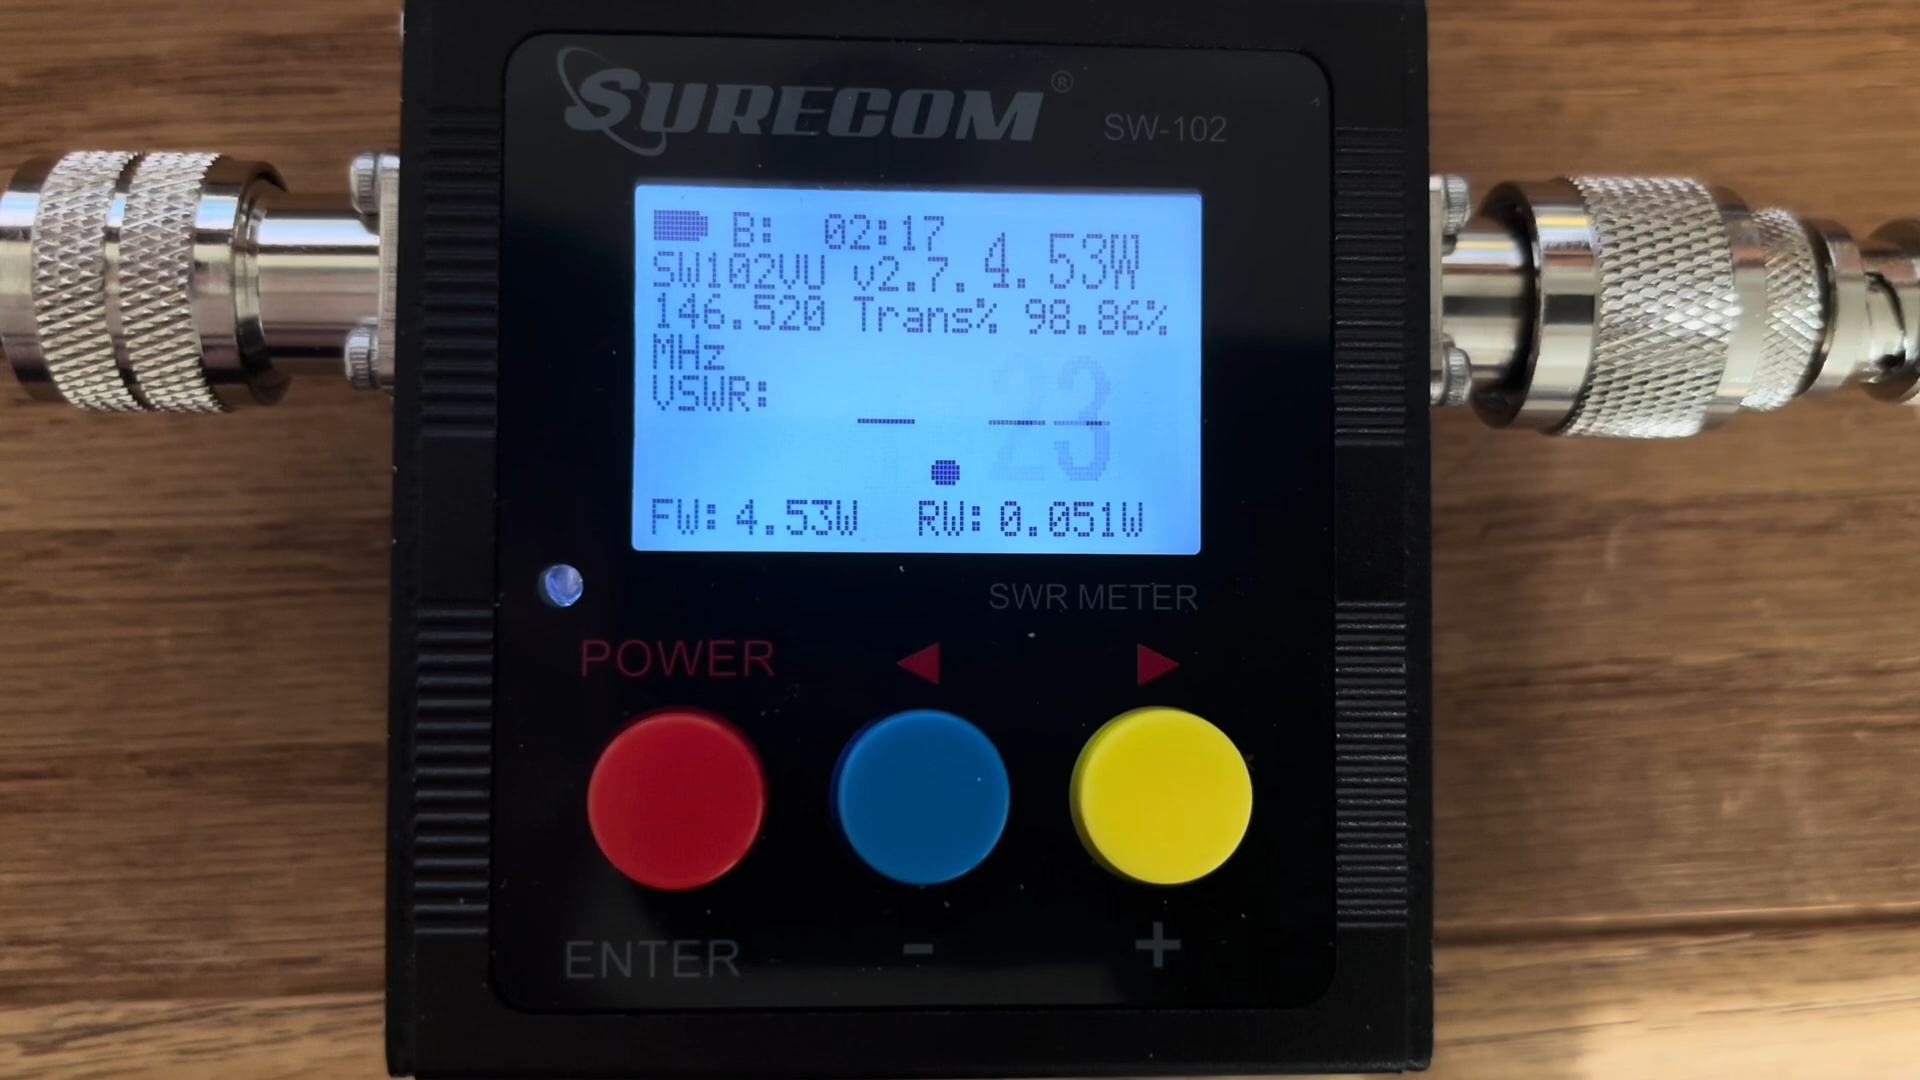 SURECOM®
SW-102
B: 02:17
SW102VU v2.7. 4.53W
146.520 Trans% 98.86%
MHz
VSWR:
-.--
FW: 4.53W RW: 0.051W
SWR METER
POWER
ENTER - +